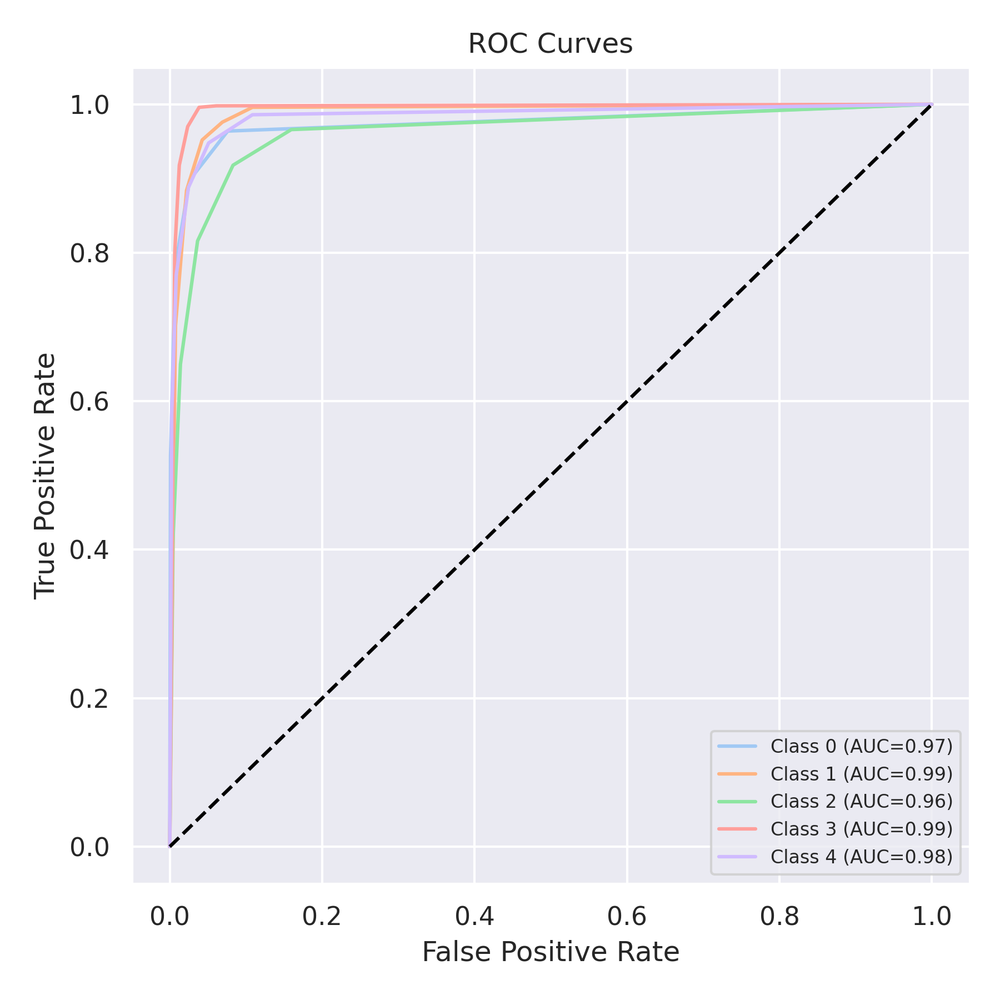 ROC Curves
True Positive Rate
1.0
0.8
0.6
0.4
0.2
0.0
0.0 0.2 0.4 0.6 0.8 1.0
False Positive Rate
Class 0 (AUC=0.97)
Class 1 (AUC=0.99)
Class 2 (AUC=0.96)
Class 3 (AUC=0.99)
Class 4 (AUC=0.98)